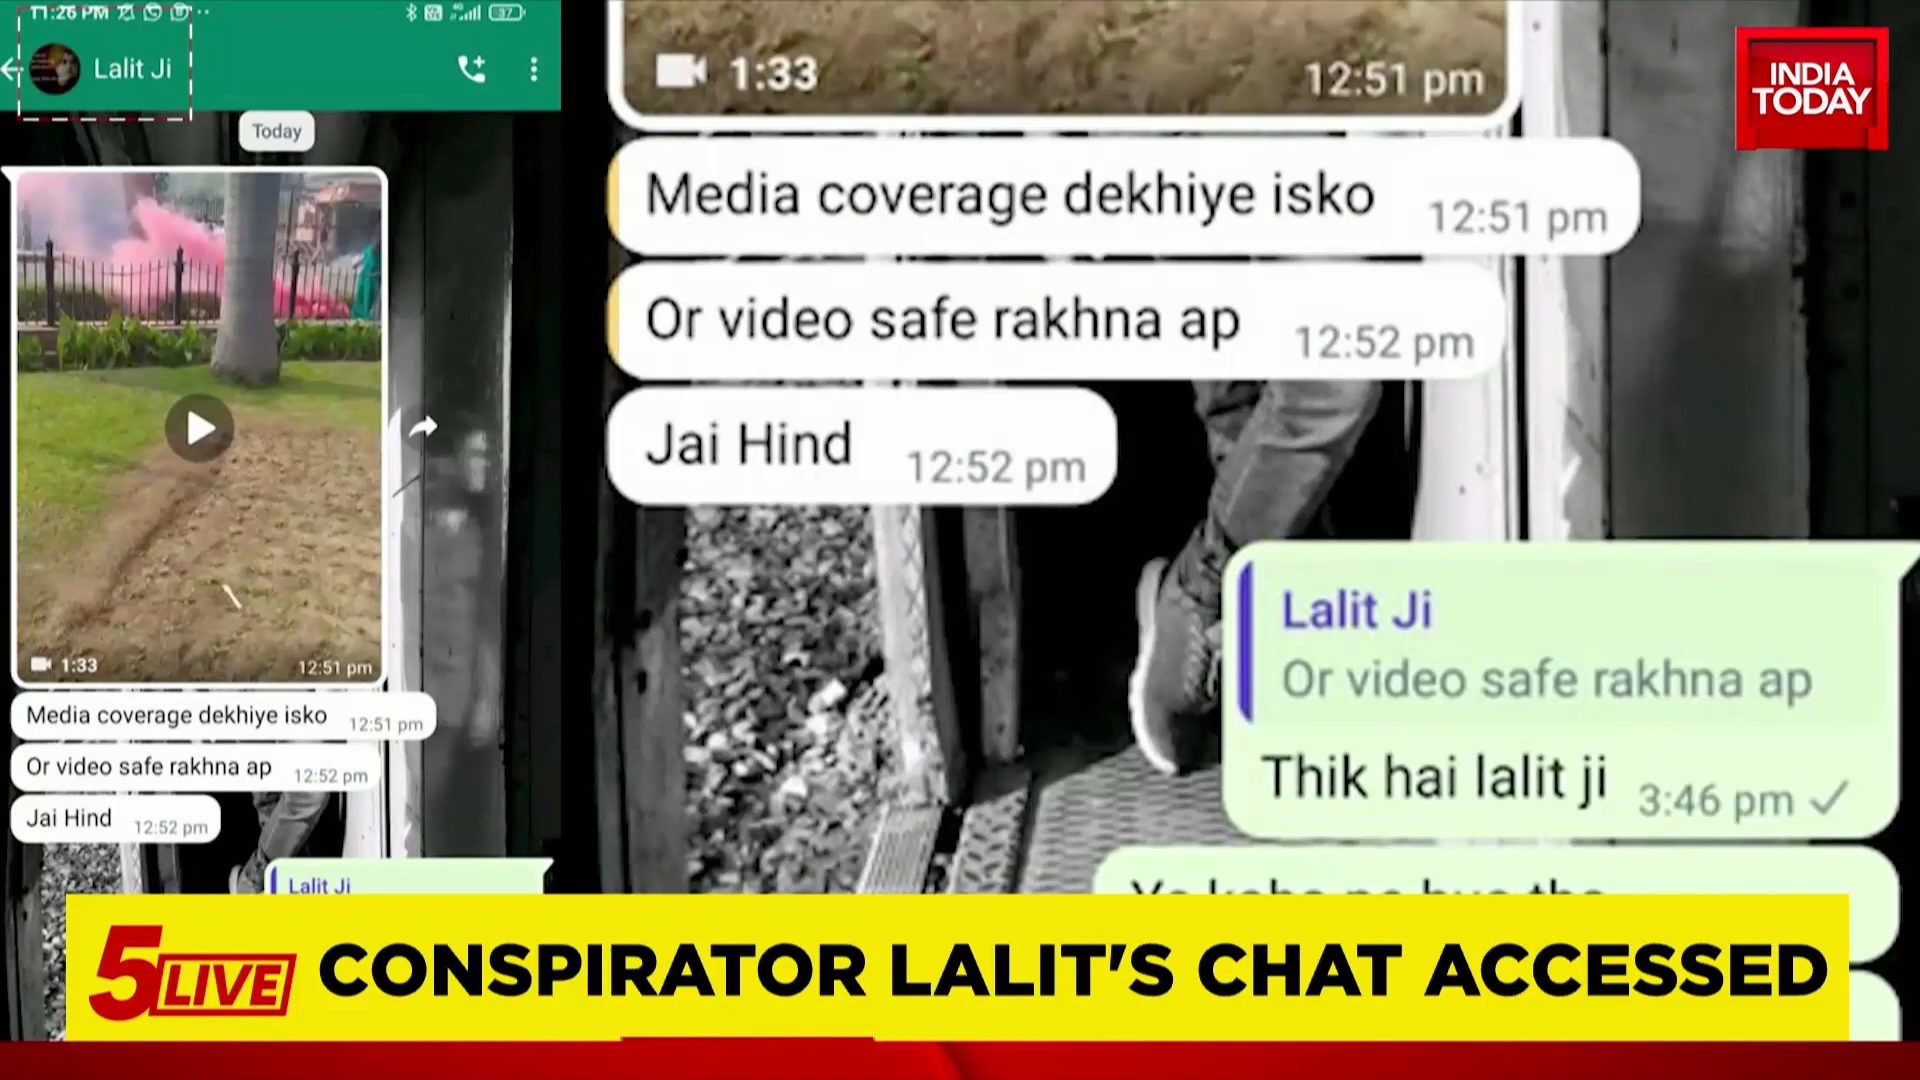 11:26 PM
37
Lalit Ji
Today
1:33 12:51 pm
Media coverage dekhiye isko 12:51 pm
Or video safe rakhna ap 12:52 pm
Jai Hind 12:52 pm
Lalit Ji
1:33 12:51 pm
Media coverage dekhiye isko 12:51 pm
Or video safe rakhna ap 12:52 pm
Jai Hind 12:52 pm
Lalit Ji
Or video safe rakhna ap
Thik hai lalit ji 3:46 pm
INDIA
TODAY
5 LIVE CONSPIRATOR LALIT'S CHAT ACCESSED